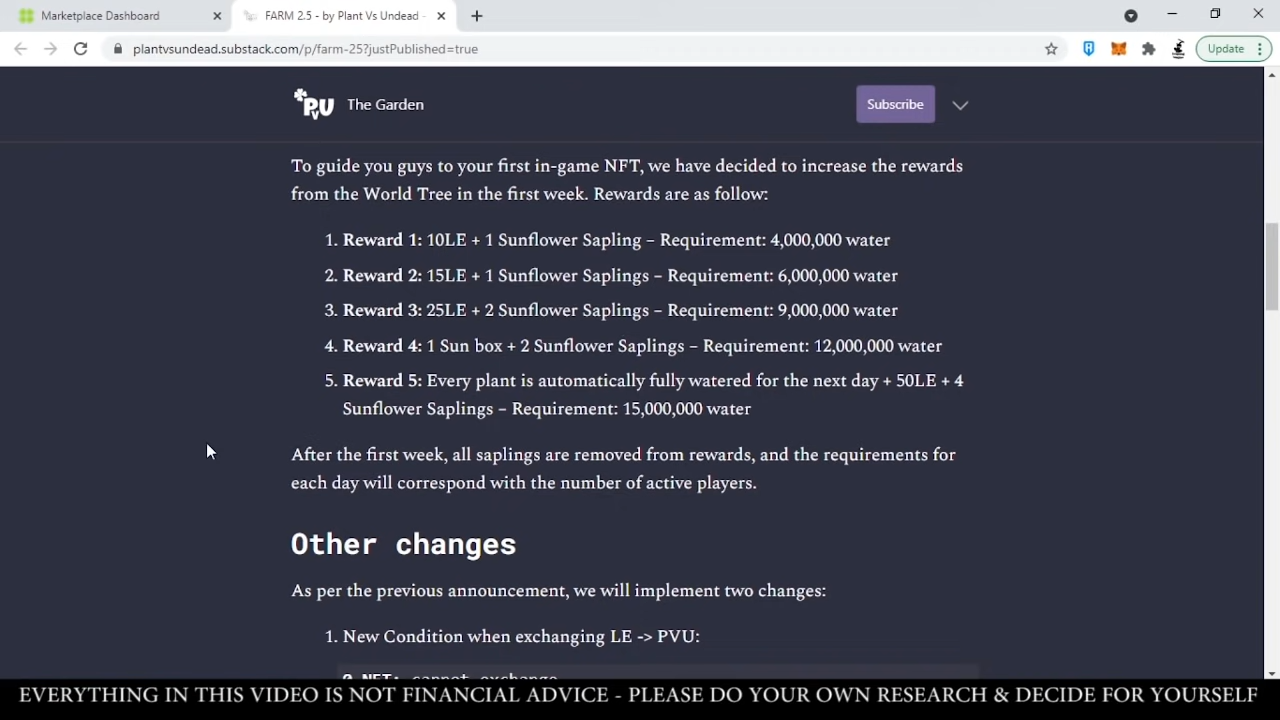 Marketplace Dashboard
FARM 2.5 - by Plant Vs Undead -
plantvsundead.substack.com/p/farm-25?justPublished=true
Update
PVU The Garden
Subscribe
To guide you guys to your first in-game NFT, we have decided to increase the rewards
from the World Tree in the first week. Rewards are as follow:
1. Reward 1: 10LE + 1 Sunflower Sapling – Requirement: 4,000,000 water
2. Reward 2: 15LE + 1 Sunflower Saplings – Requirement: 6,000,000 water
3. Reward 3: 25LE + 2 Sunflower Saplings – Requirement: 9,000,000 water
4. Reward 4: 1 Sun box + 2 Sunflower Saplings – Requirement: 12,000,000 water
5. Reward 5: Every plant is automatically fully watered for the next day + 50LE + 4
Sunflower Saplings – Requirement: 15,000,000 water
After the first week, all saplings are removed from rewards, and the requirements for
each day will correspond with the number of active players.
Other changes
As per the previous announcement, we will implement two changes:
1. New Condition when exchanging LE -> PVU:
0 NFT: cannot exchange
EVERYTHING IN THIS VIDEO IS NOT FINANCIAL ADVICE - PLEASE DO YOUR OWN RESEARCH & DECIDE FOR YOURSELF